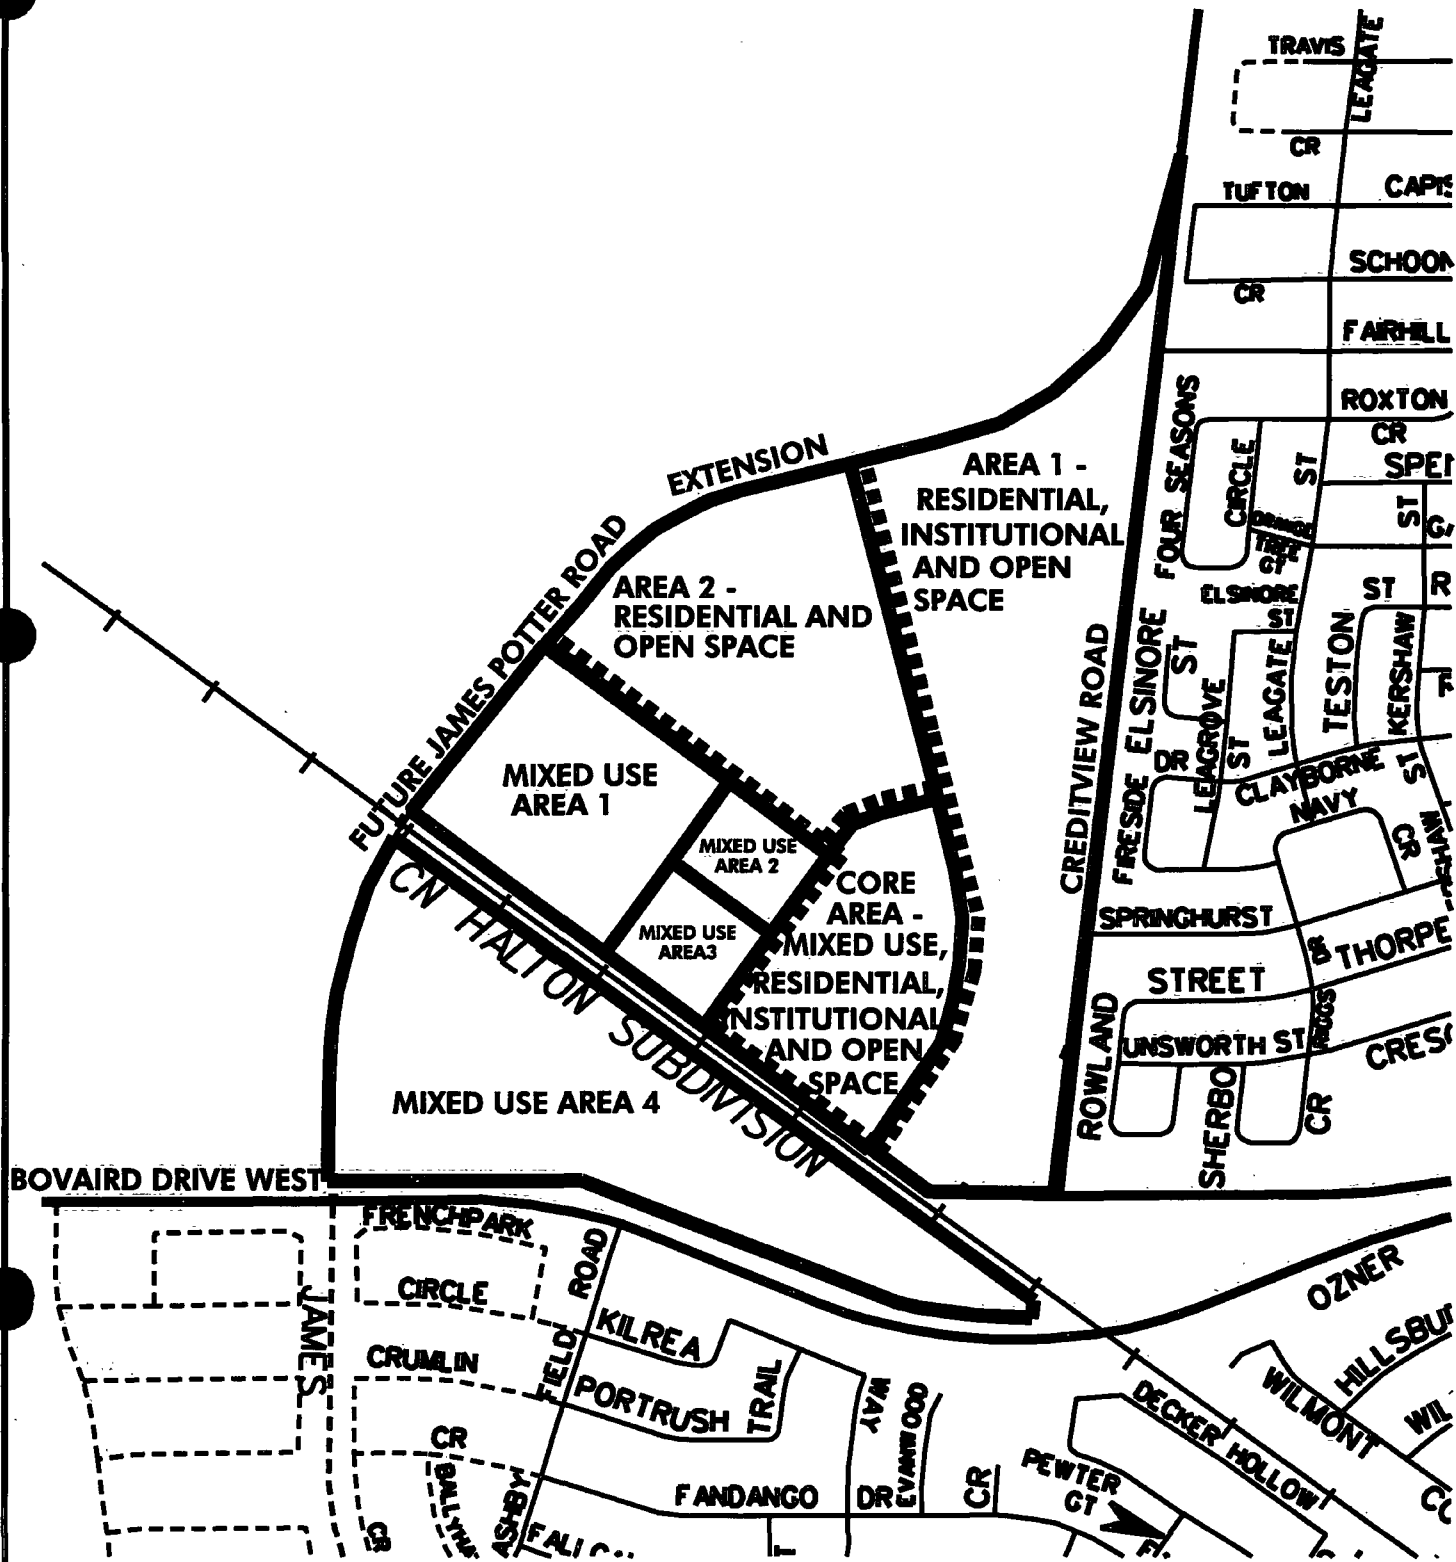 TRAVIS
LEAGATE
CR
TUFTON
CR
FAIRHILL
ROXTON
CR
FOUR SEASONS
CIRCLE
ST
ST
EXTENSION
AREA 1 -
RESIDENTIAL,
INSTITUTIONAL
AND OPEN
SPACE
AREA 2 -
RESIDENTIAL AND
OPEN SPACE
FUTURE JAMES POTTER ROAD
ELSINORE
ST
ST
ELSINORE
ST
LEAGROVE
ST
LEAGATE
TESTON
KERSHAW
ST
CREDITVIEW ROAD
FIRESIDE
DR
CLAYBORNE
NAVY
CR
MIXED USE
AREA 1
MIXED USE
AREA 2
MIXED USE
AREA3
CORE
AREA -
MIXED USE,
RESIDENTIAL,
INSTITUTIONAL
AND OPEN
SPACE
CN HALTON SUBDIVISION
SPRINGHURST
THORPE
STREET
ROWLAND
UNSWORTH ST
SHERBO
CR
MIXED USE AREA 4
BOVAIRD DRIVE WEST
FRENCHPARK
CIRCLE
ROAD
JAMES
KILREA
CRUMLIN
FIELD
PORTRUSH
TRAIL
WAY
EVANWOOD
CR
CR
ASHBY
FANDANGO
DR
CR
PEWTER
DECKER HOLLOW
WILMONT
OZNER